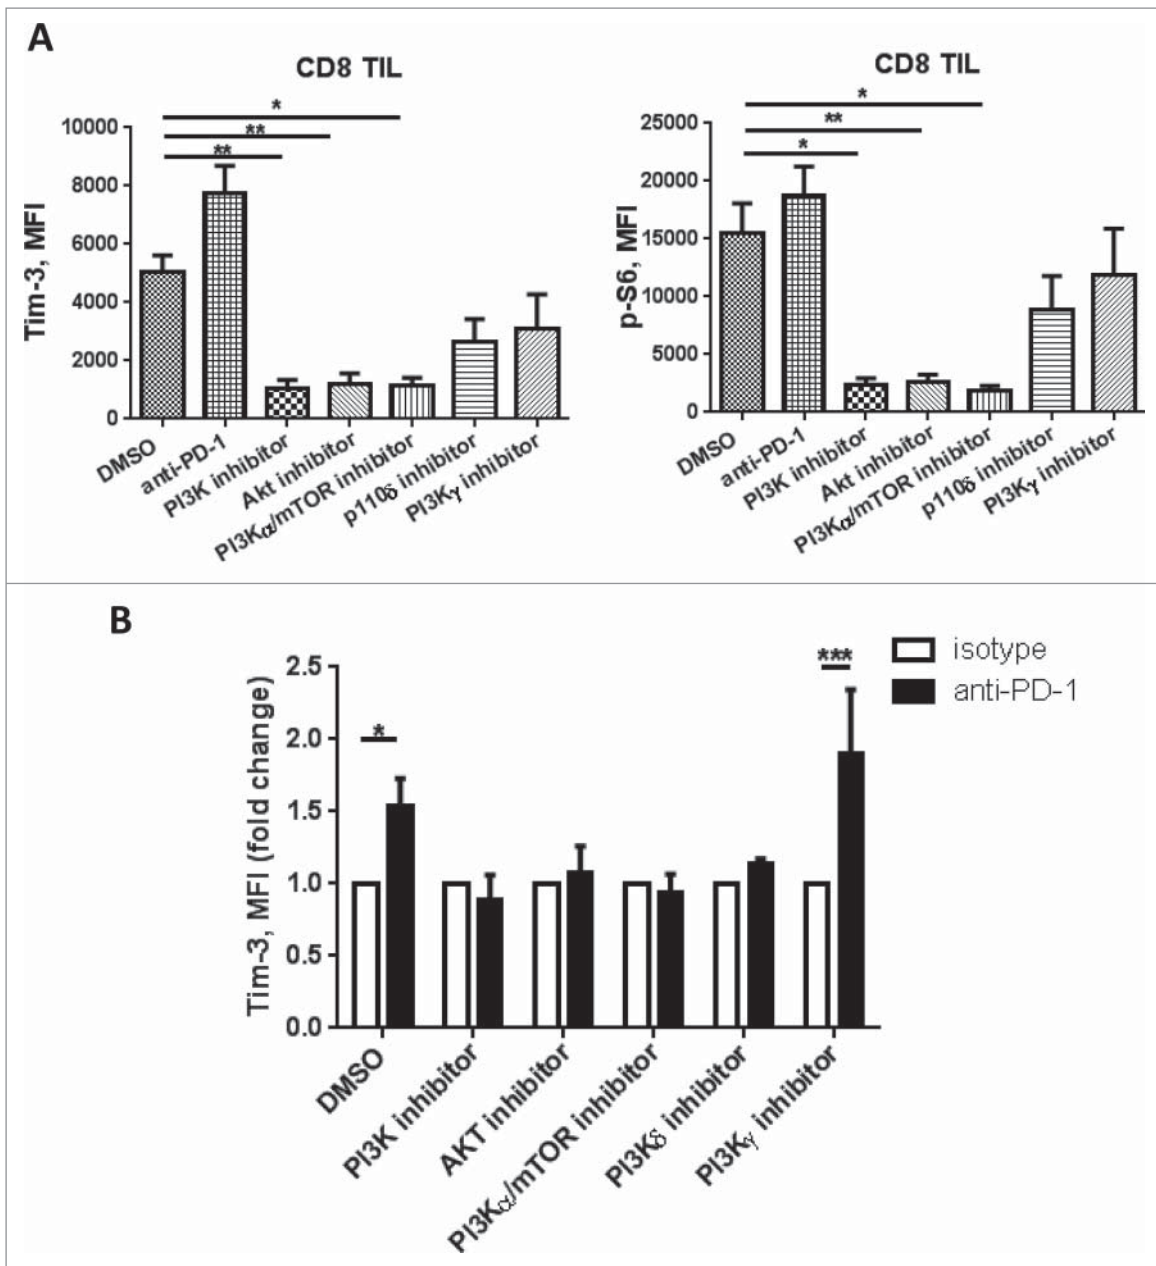 A
CD8 TIL
*
**
**
Tim-3, MFI
10000
8000
6000
4000
2000
0
DMSO
anti-PD-1
PI3K inhibitor
Akt inhibitor
PI3Kα/mTOR inhibitor
p110δ inhibitor
PI3Kγ inhibitor
CD8 TIL
*
**
*
p-S6, MFI
25000
20000
15000
10000
5000
0
DMSO
anti-PD-1
PI3K inhibitor
Akt inhibitor
PI3Kα/mTOR inhibitor
p110δ inhibitor
PI3Kγ inhibitor
B
isotype
anti-PD-1
*
***
Tim-3, MFI (fold change)
2.5
2.0
1.5
1.0
0.5
0.0
DMSO
PI3K inhibitor
AKT inhibitor
PI3Kα/mTOR inhibitor
PI3Kδ inhibitor
PI3Kγ inhibitor